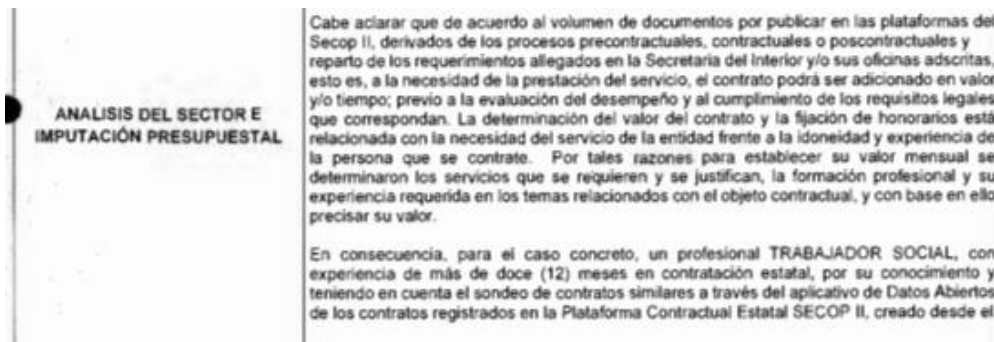 ANALISIS DEL SECTOR E
IMPUTACIÓN PRESUPUESTAL
Cabe aclarar que de acuerdo al volumen de documentos por publicar en las plataformas del
Secop II, derivados de los procesos precontractuales, contractuales o poscontractuales y
reparto de los requerimientos allegados en la Secretaria del Interior y/o sus oficinas adscritas,
esto es, a la necesidad de la prestación del servicio, el contrato podrá ser adicionado en valor
y/o tiempo; previo a la evaluación del desempeño y al cumplimiento de los requisitos legales
que correspondan. La determinación del valor del contrato y la fijación de honorarios está
relacionada con la necesidad del servicio de la entidad frente a la idoneidad y experiencia de
la persona que se contrate. Por tales razones para establecer su valor mensual se
determinaron los servicios que se requieren y se justifican, la formación profesional y su
experiencia requerida en los temas relacionados con el objeto contractual, y con base en ello
precisar su valor.
En consecuencia, para el caso concreto, un profesional TRABAJADOR SOCIAL, con
experiencia de más de doce (12) meses en contratación estatal, por su conocimiento y
teniendo en cuenta el sondeo de contratos similares a través del aplicativo de Datos Abiertos
de los contratos registrados en la Plataforma Contractual Estatal SECOP II, creado desde el